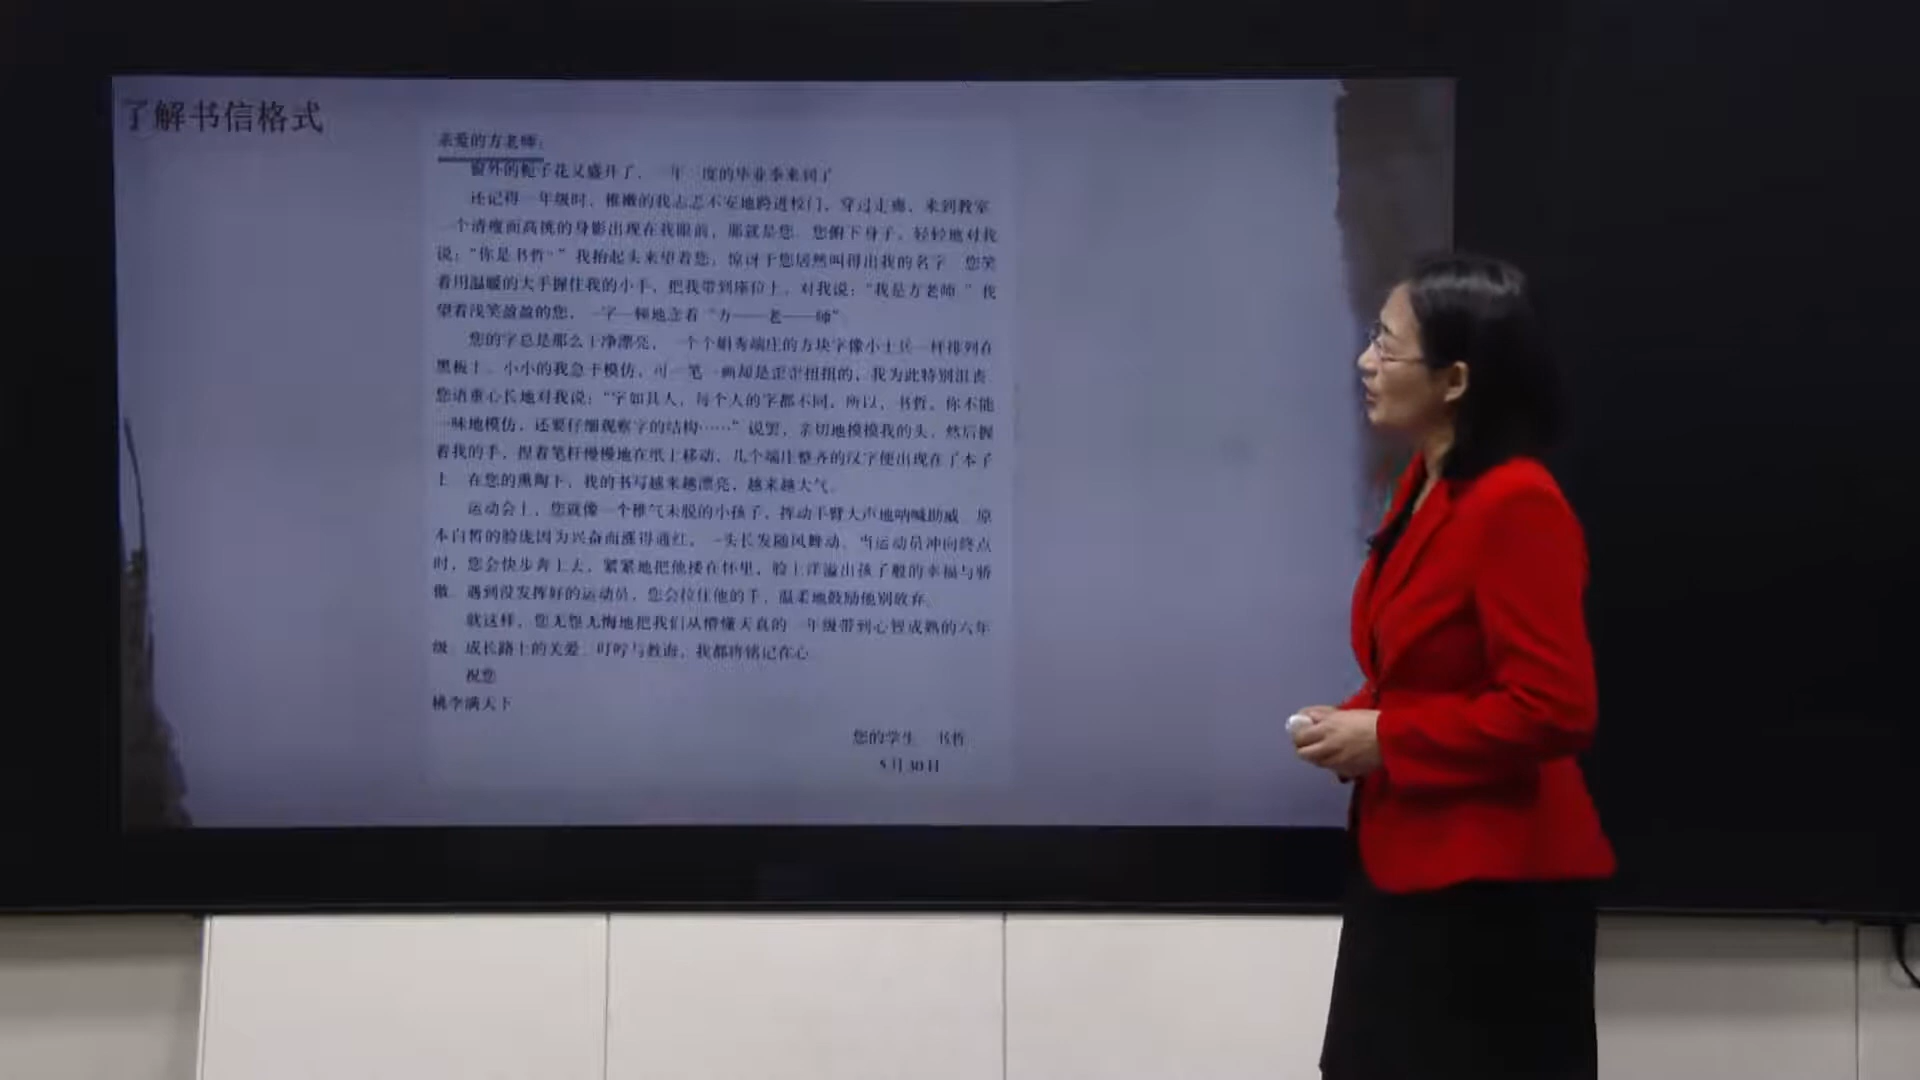 了解书信格式
亲爱的方老师：
窗外的栀子花又盛开了，一年一度的毕业季来到了
还记得一年级时，稚嫩的我忐忑不安地跨进校门，穿过走廊，来到教室
一个清瘦而高挑的身影出现在我眼前，那就是您。您俯下身子，轻轻地对我
说：“你是书哲？”我抬起头来望着您，惊讶于您居然叫得出我的名字。您笑
着用温暖的大手握住我的小手，把我带到座位上，对我说：“我是方老师。”我
望着浅笑盈盈的您，一字一顿地念着“方——老——师”
您的字总是那么干净漂亮，一个个娟秀端庄的方块字像小士兵一样排列在
黑板上。小小的我急于模仿，可一笔一画却是歪歪扭扭的，我为此特别沮丧
您语重心长地对我说：“字如其人，每个人的字都不同，所以，书哲，你不能
一味地模仿，还要仔细观察字的结构……”说罢，亲切地摸摸我的头，然后握
着我的手，捏着笔杆慢慢地在纸上移动，几个端庄整齐的汉字便出现在了本子
上。在您的熏陶下，我的书写越来越漂亮，越来越大气。
运动会上，您就像一个稚气未脱的小孩子，挥动手臂大声地呐喊助威。原
本白皙的脸庞因为兴奋而涨得通红，一头长发随风舞动。当运动员冲向终点
时，您会快步奔上去，紧紧地把他搂在怀里，脸上洋溢出孩子般的幸福与骄
傲。遇到没发挥好的运动员，您会拉住他的手，温柔地鼓励他别放弃。
就这样，您无怨无悔地把我们从懵懂天真的一年级带到心智成熟的六年
级。成长路上的关爱、叮咛与教诲，我都将铭记在心。
祝您
桃李满天下
您的学生 书哲
5月30日